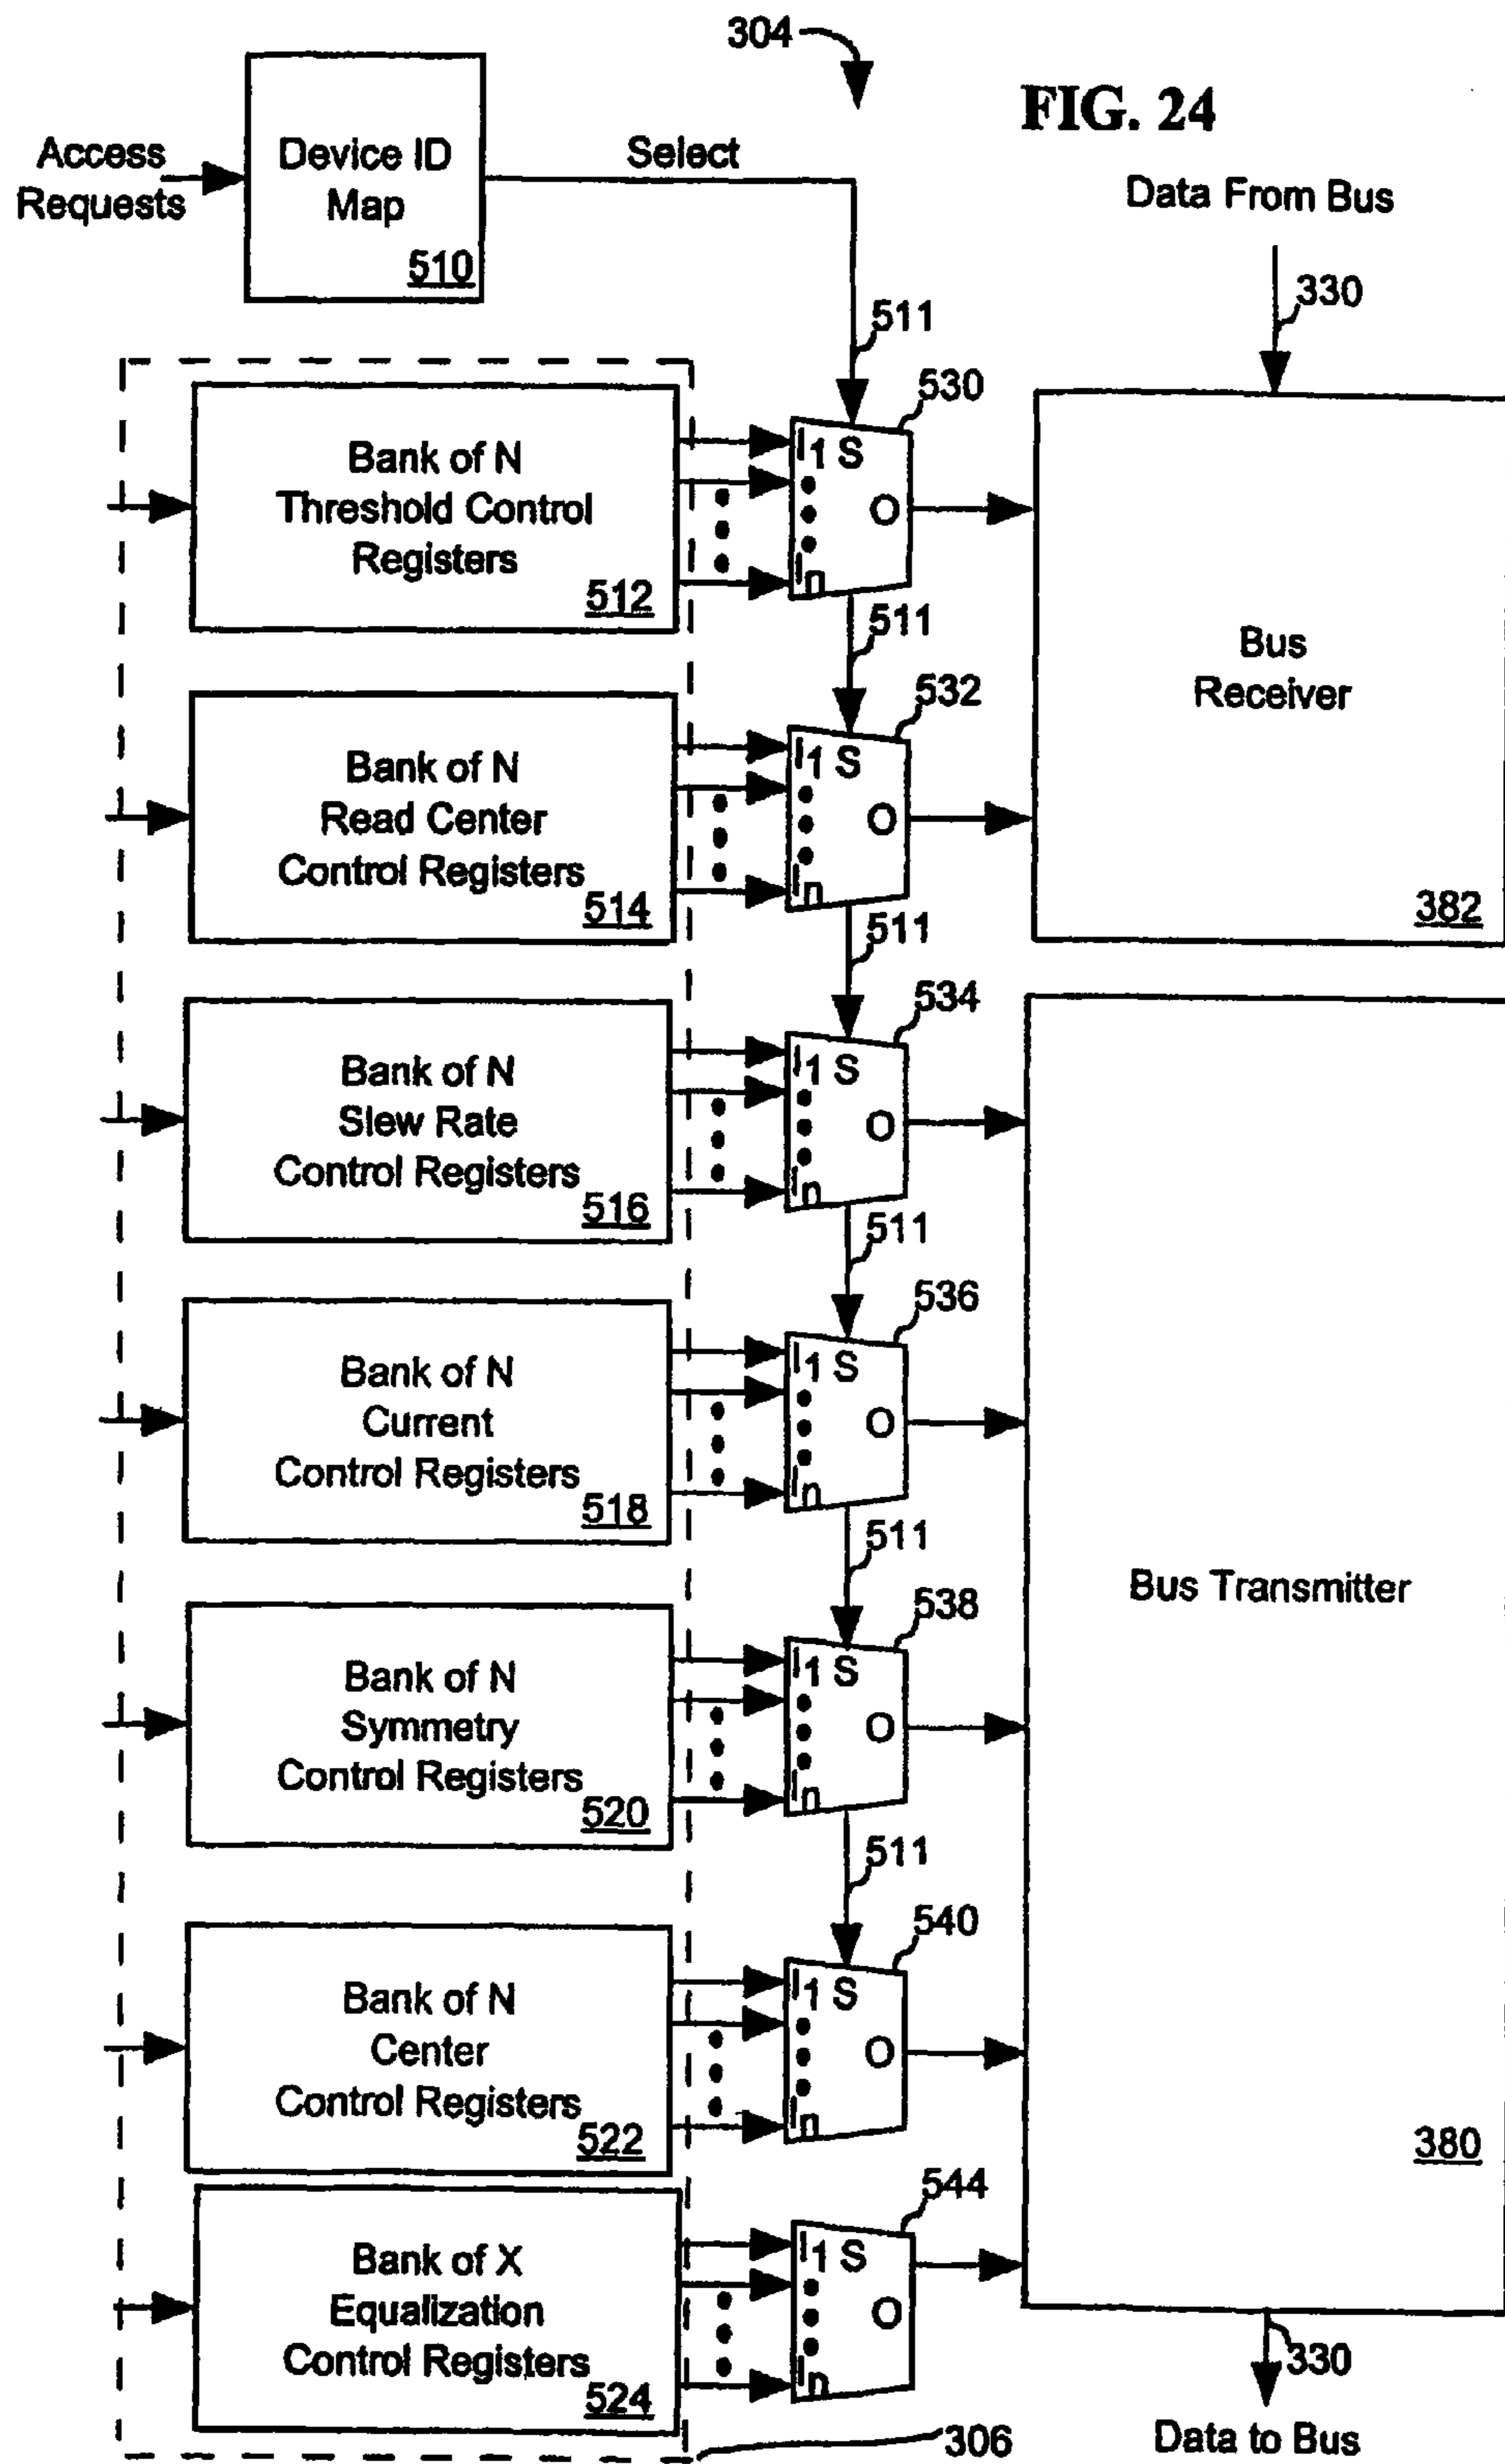 304
FIG. 24
Access
Requests
Device ID
Map
510
Select
Data From Bus
330
511
Bank of N
Threshold Control
Registers
512
I1 S
In
O
530
511
Bus
Receiver
382
Bank of N
Read Center
Control Registers
514
I1 S
In
O
532
511
Bank of N
Slew Rate
Control Registers
516
I1 S
In
O
534
511
Bank of N
Current
Control Registers
518
I1 S
In
O
536
511
Bus Transmitter
380
Bank of N
Symmetry
Control Registers
520
I1 S
In
O
538
511
Bank of N
Center
Control Registers
522
I1 S
In
O
540
Bank of X
Equalization
Control Registers
524
I1 S
In
O
544
306
330
Data to Bus